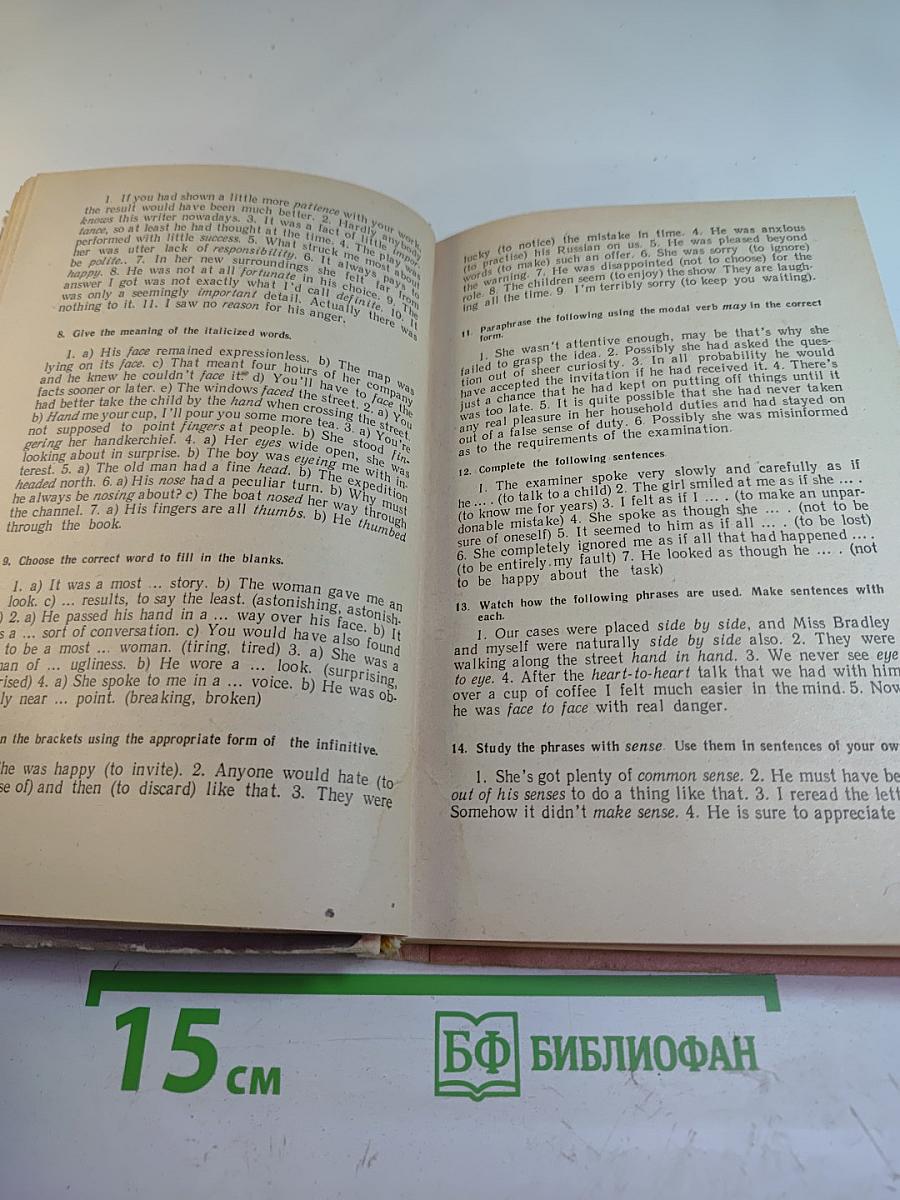 1. If you had shown a little more patience with your work,
the result would have been much better. 2. Hardly anybody
knows this writer nowadays. 3. It was a fact of little impor-
tance, so at least he had thought at the time. 4. The play was
performed with little success. 5. What struck me most about
her was utter lack of responsibility. 6. It always pays to
be polite. 7. In her new surroundings she felt far from
happy. 8. He was not at all fortunate in his choice. 9. The
answer I got was not exactly what I'd call definite. 10. It
was only a seemingly important detail. Actually there was
nothing to it. 11. I saw no reason for his anger.
8. Give the meaning of the italicized words.
1. a) His face remained expressionless. b) The map was
lying on its face. c) That meant four hours of her company
and he knew he couldn't face it. d) You'll have to face the
facts sooner or later. e) The windows faced the street. 2. a) You
had better take the child by the hand when crossing the street.
b) Hand me your cup, I'll pour you some more tea. 3. a) You're
not supposed to point fingers at people. b) She stood fin-
gering her handkerchief. 4. a) Her eyes wide open, she was
looking about in surprise. b) The boy was eyeing me with in-
terest. 5. a) The old man had a fine head. b) The expedition
headed north. 6. a) His nose had a peculiar turn. b) Why must
he always be nosing about? c) The boat nosed her way through
the channel. 7. a) His fingers are all thumbs. b) He thumbed
through the book.
9. Choose the correct word to fill in the blanks.
1. a) It was a most ... story. b) The woman gave me an
look. c) ... results, to say the least. (astonishing, astonish-
) 2. a) He passed his hand in a ... way over his face. b) It
s a ... sort of conversation. c) You would have also found
to be a most ... woman. (tiring, tired) 3. a) She was a
an of ... ugliness. b) He wore a ... look. (surprising,
rised) 4. a) She spoke to me in a ... voice. b) He was ob-
ly near ... point. (breaking, broken)
n the brackets using the appropriate form of the infinitive.
he was happy (to invite). 2. Anyone would hate (to
se of) and then (to discard) like that. 3. They were
lucky (to notice) the mistake in time. 4. He was anxious
(to practise) his Russian on us. 5. He was pleased beyond
words (to make) such an offer. 6. She was sorry (to ignore)
the warning. 7. He was disappointed (not to choose) for the
role. 8. The children seem (to enjoy) the show They are laugh-
ing all the time. 9 I'm terribly sorry (to keep you waiting).
11. Paraphrase the following using the modal verb may in the correct
form.
1. She wasn't attentive enough, may be that's why she
failed to grasp the idea. 2. Possibly she had asked the ques-
tion out of sheer curiosity. 3. In all probability he would
have accepted the invitation if he had received it. 4. There's
just a chance that he had kept on putting off things until it
was too late. 5. It is quite possible that she had never taken
any real pleasure in her household duties and had stayed on
out of a false sense of duty. 6. Possibly she was misinformed
as to the requirements of the examination.
12. Complete the following sentences
1. The examiner spoke very slowly and carefully as if
he .... (to talk to a child) 2. The girl smiled at me as if she ... .
(to know me for years) 3. I felt as if I ... . (to make an unpar-
donable mistake) 4. She spoke as though she ... . (not to be
sure of oneself) 5. It seemed to him as if all ... . (to be lost)
6. She completely ignored me as if all that had happened ... .
(to be entirely my fault) 7. He looked as though he ... . (not
to be happy about the task)
13. Watch how the following phrases are used. Make sentences with
each.
1. Our cases were placed side by side, and Miss Bradley
and myself were naturally side by side also. 2. They were
walking along the street hand in hand. 3. We never see eye
to eye. 4. After the heart-to-heart talk that we had with him
over a cup of coffee I felt much easier in the mind. 5. Now
he was face to face with real danger.
14. Study the phrases with sense. Use them in sentences of your ow
1. She's got plenty of common sense. 2. He must have be
out of his senses to do a thing like that. 3. I reread the lett
Somehow it didn't make sense. 4. He is sure to appreciate
15 см
БФ БИБЛИОФАН